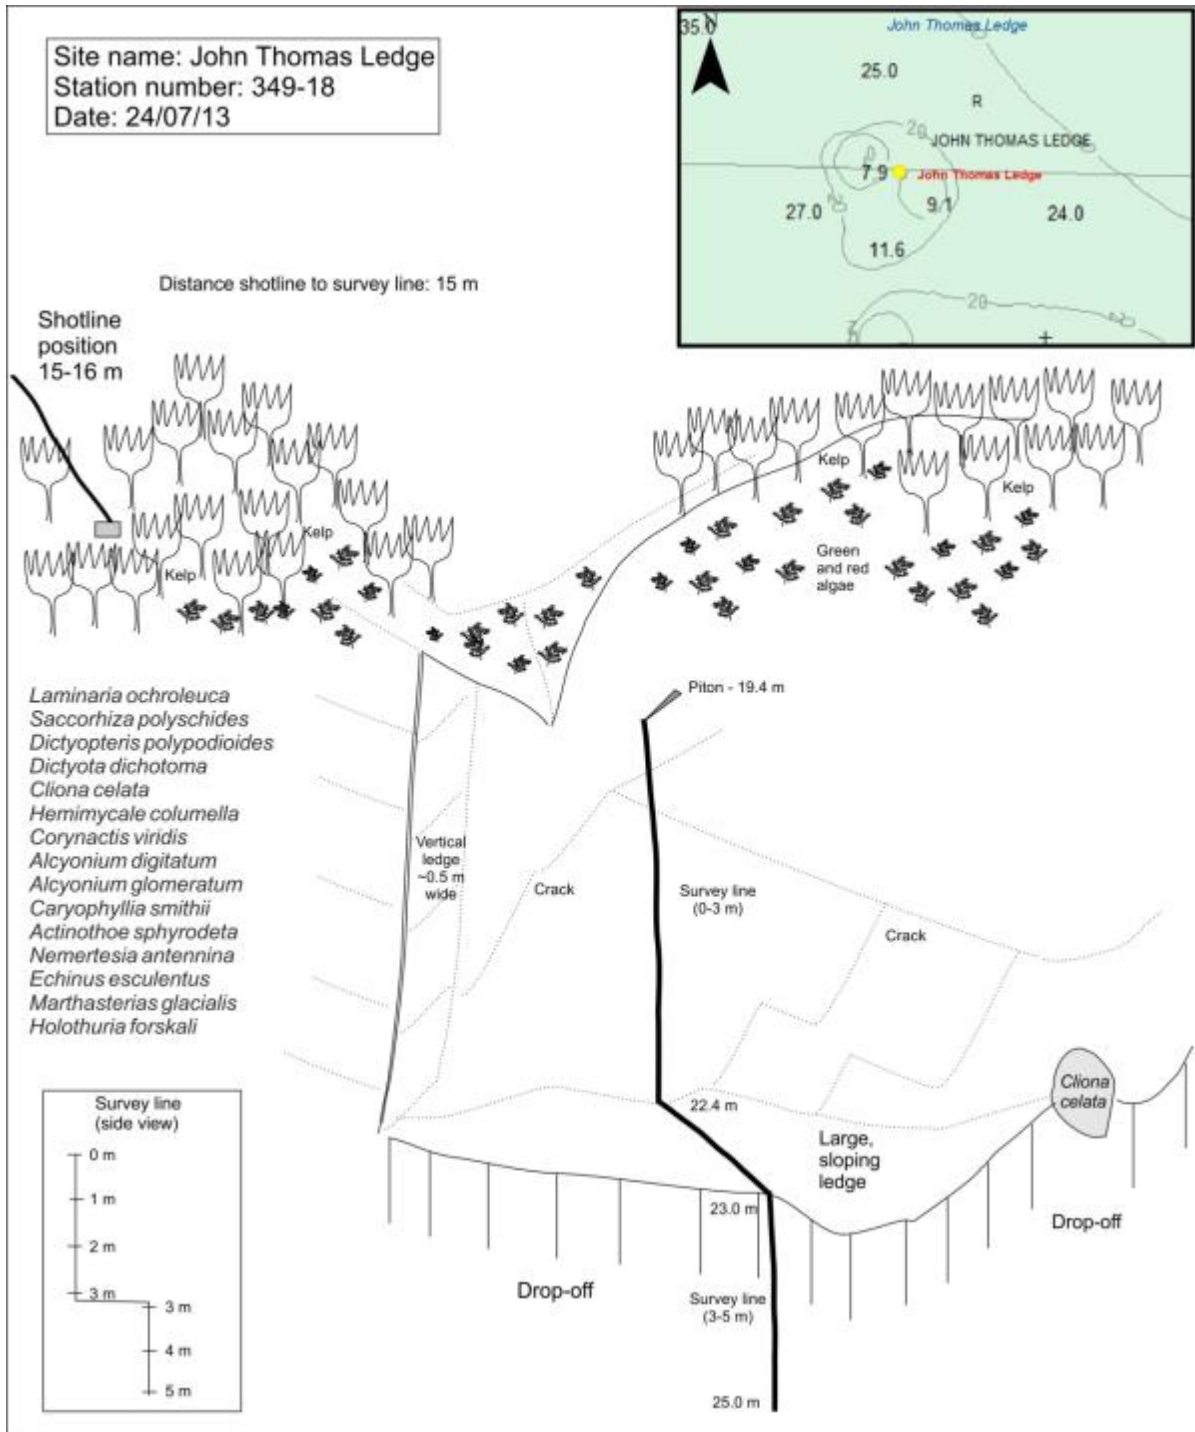 Site name: John Thomas Ledge
Station number: 349-18
Date: 24/07/13
35.0
N
John Thomas Ledge
25.0
R
20
JOHN THOMAS LEDGE
7.9
John Thomas Ledge
27.0
9.1
24.0
11.6
20
Distance shotline to survey line: 15 m
Shotline
position
15-16 m
Kelp
Kelp
Kelp
Kelp
Green
and red
algae
Piton - 19.4 m
Laminaria ochroleuca
Saccorhiza polyschides
Dictyopteris polypodioides
Dictyota dichotoma
Cliona celata
Hemimycale columella
Corynactis viridis
Alcyonium digitatum
Alcyonium glomeratum
Caryophyllia smithii
Actinothoe sphyrodeta
Nemertesia antennina
Echinus esculentus
Marthasterias glacialis
Holothuria forskali
Vertical
ledge
~0.5 m
wide
Crack
Survey line
(0-3 m)
Crack
22.4 m
Cliona
celata
Large,
sloping
ledge
23.0 m
Drop-off
Drop-off
Survey line
(3-5 m)
25.0 m
Survey line
(side view)
0 m
1 m
2 m
3 m
3 m
4 m
5 m